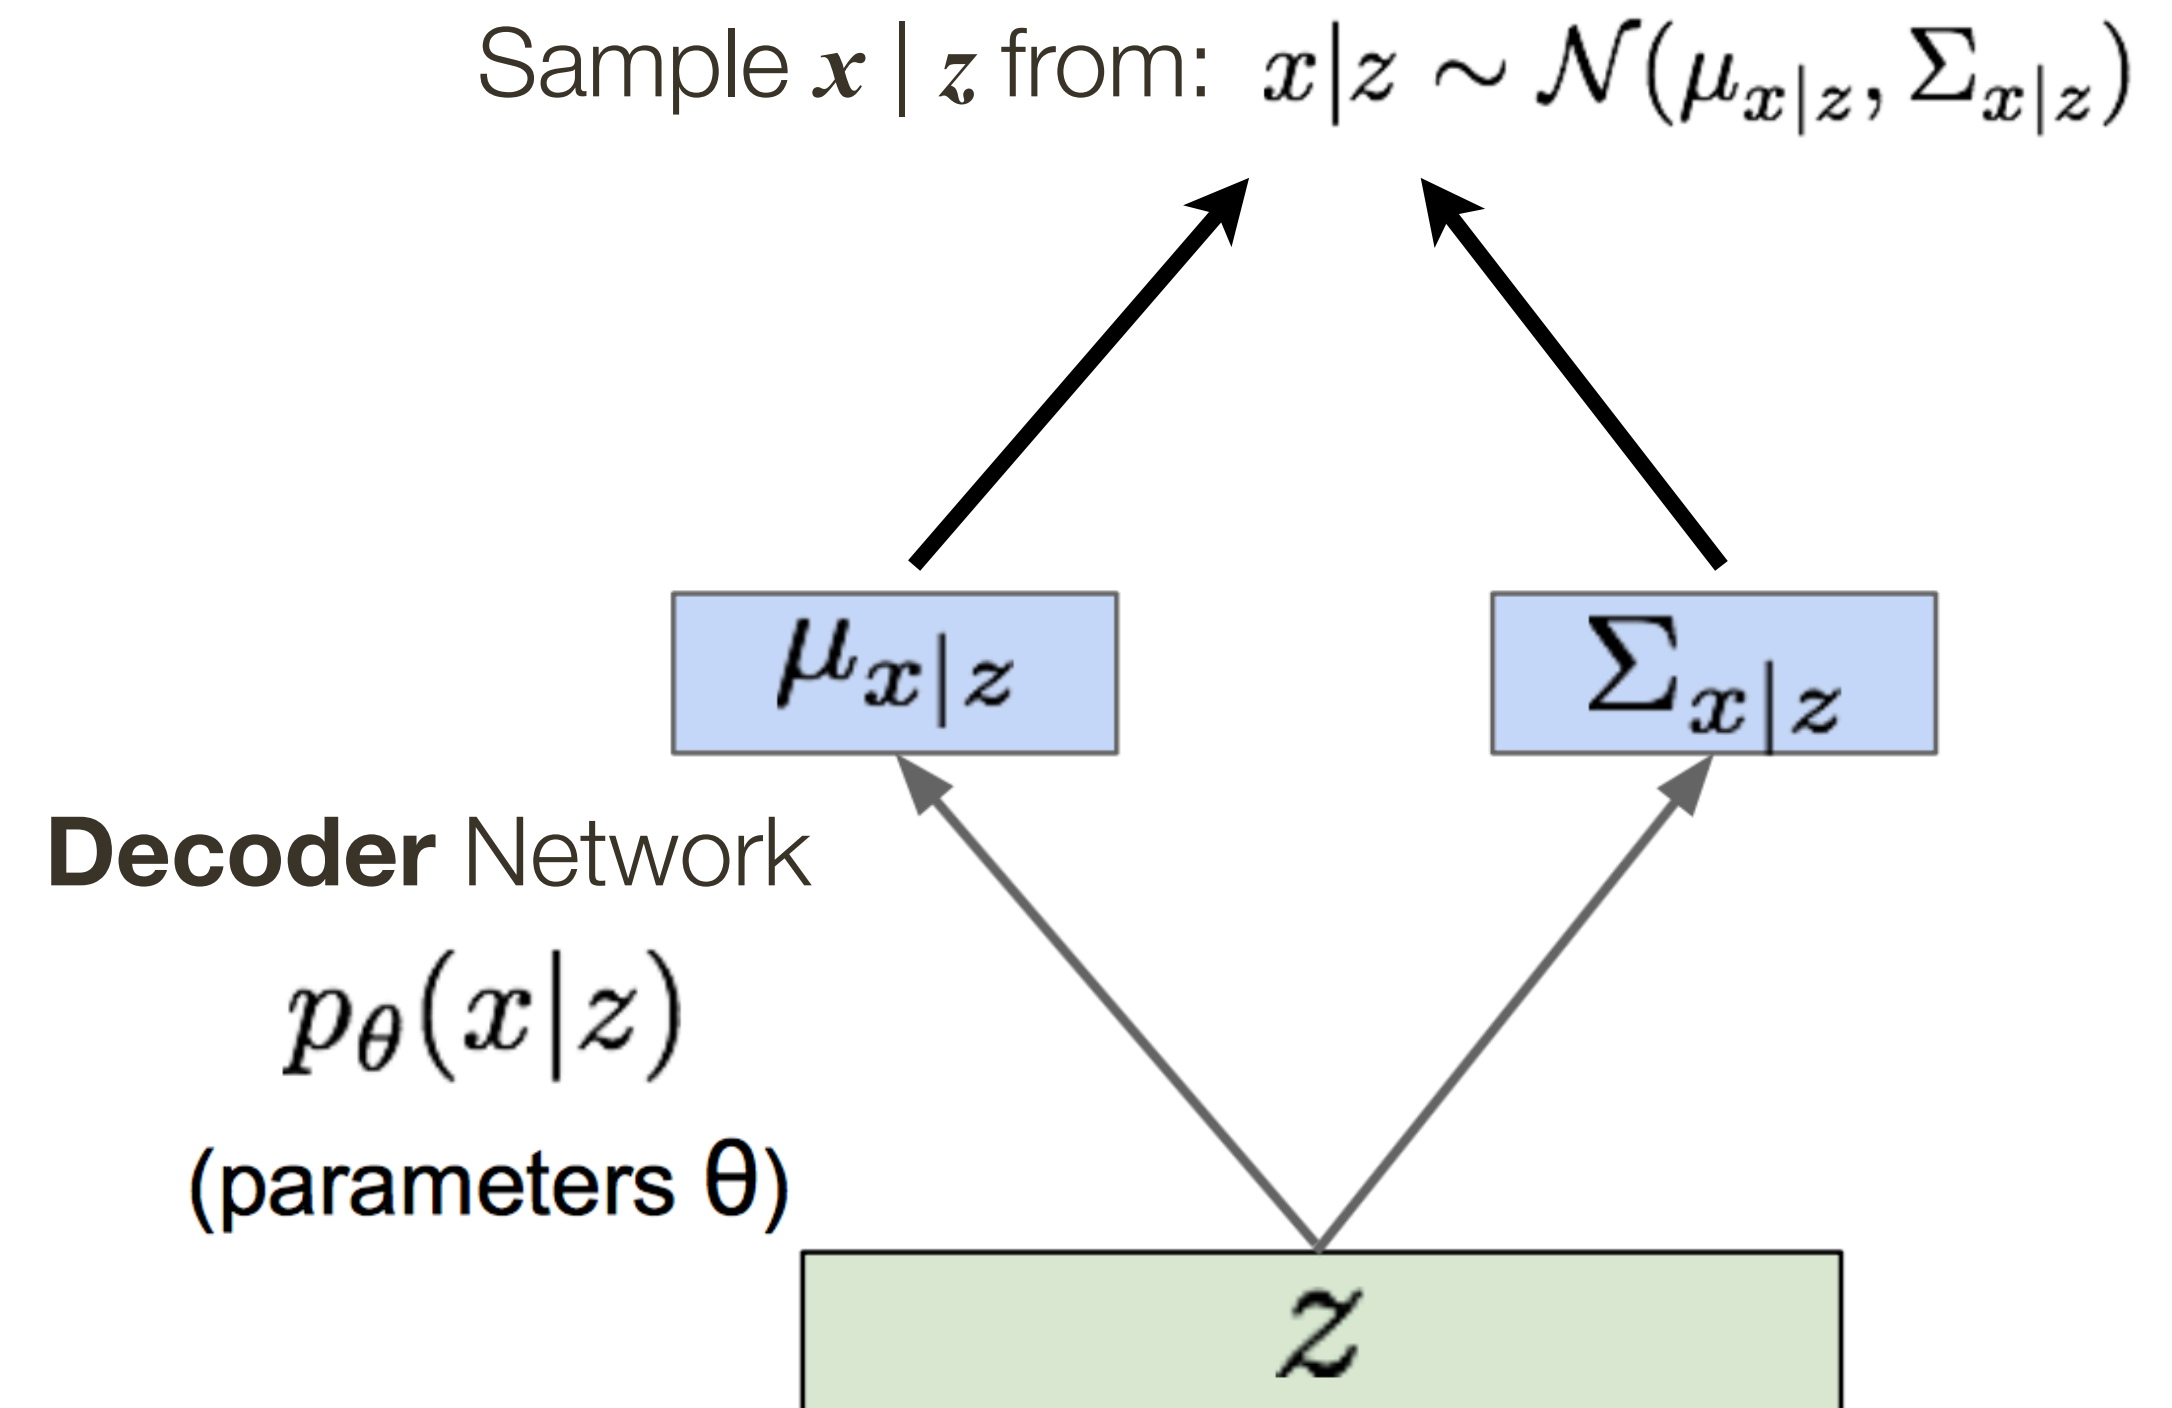 Sample x | z from: x|z ∼ 𝒩(μ_{x|z}, Σ_{x|z})
μ_{x|z}
Σ_{x|z}
Decoder Network
p_θ(x|z)
(parameters θ)
z